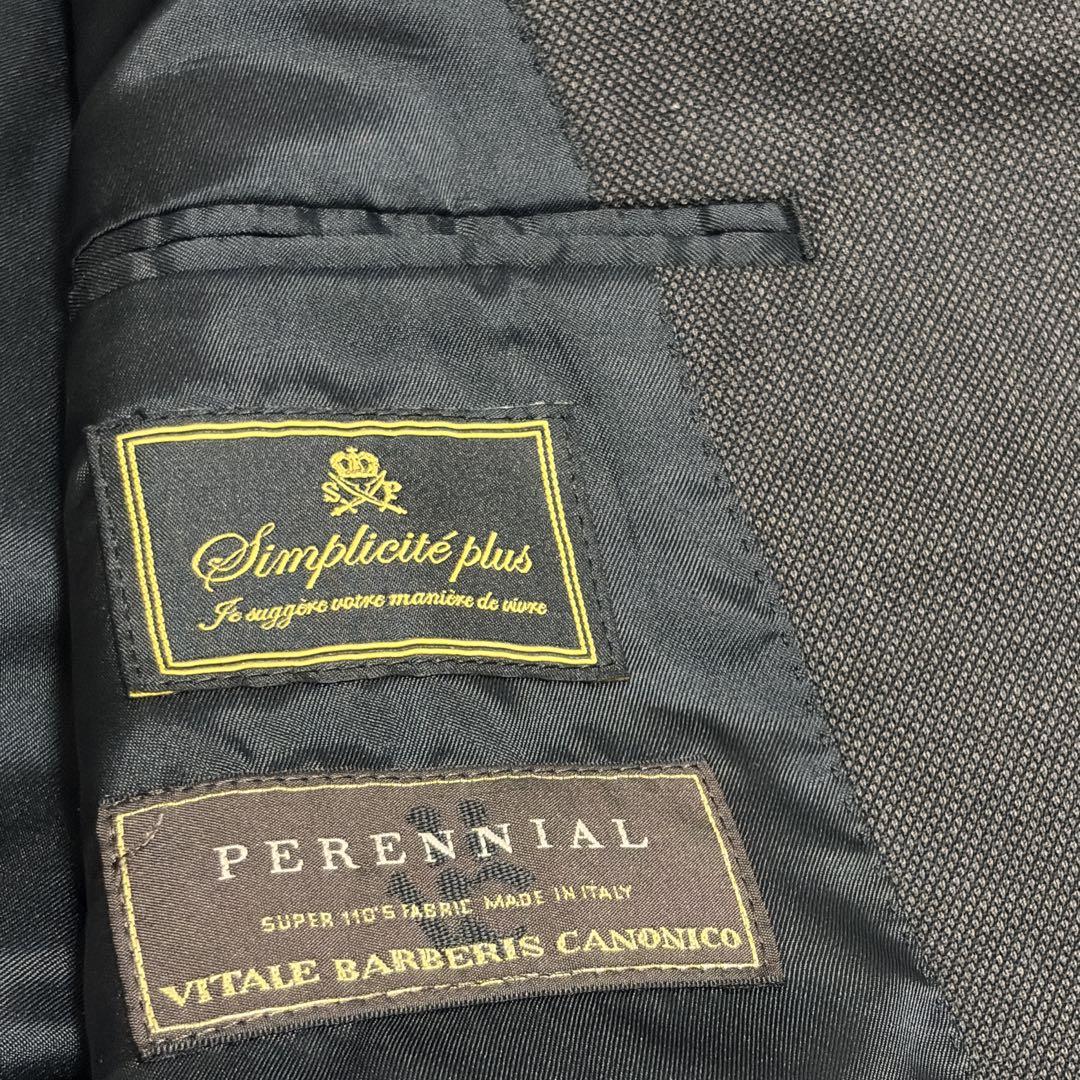 S P
Simplicité plus
Je suggère votre manière de vivre
PERENNIAL
SUPER 110'S FABRIC MADE IN ITALY
VITALE BARBERIS CANONICO